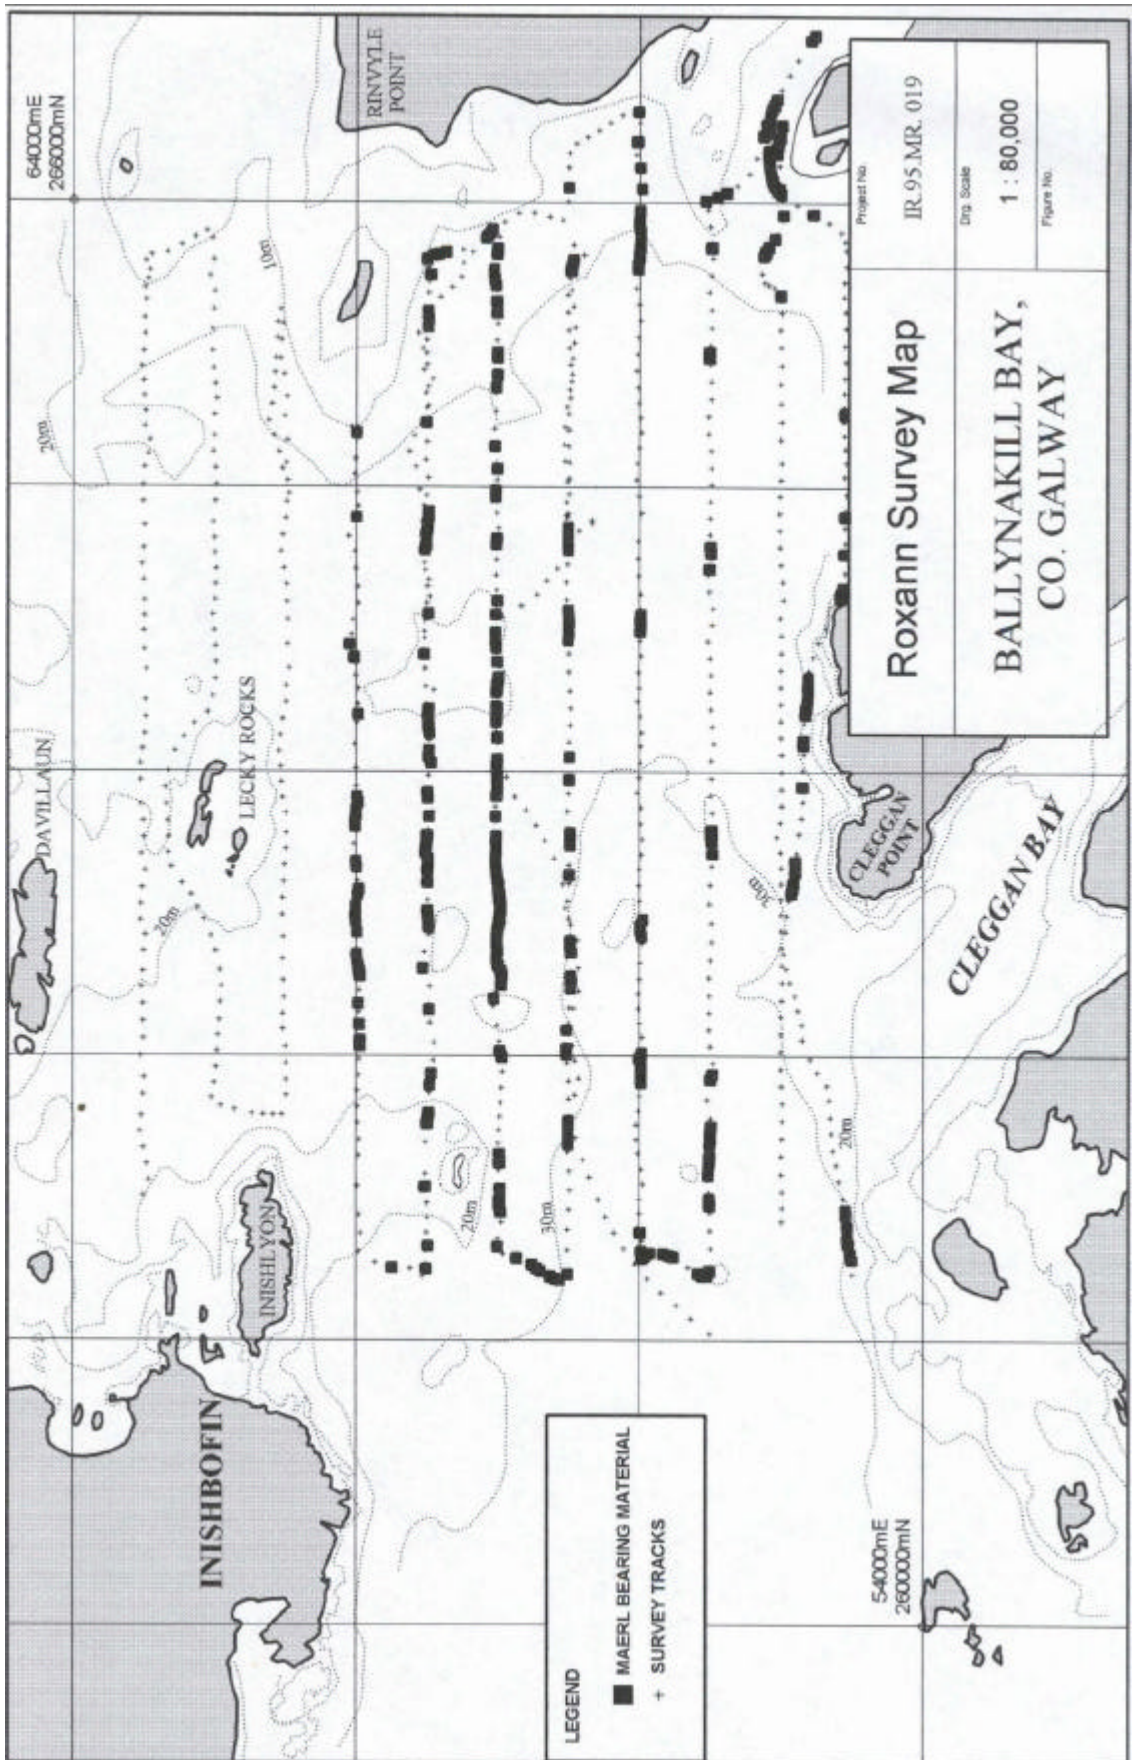 64000mE
266000mN
RINVYLE
POINT
10m
20m
DAVILLAUN
LECKY ROCKS
20m
INISHLYON
INISHBOFIN
20m
30m
30m
20m
CLEGGAN
POINT
CLEGGAN BAY
54000mE
260000mN
LEGEND
MAERL BEARING MATERIAL
+ SURVEY TRACKS
Roxann Survey Map
BALLYNAKILL BAY,
CO. GALWAY
Project No.
IR.95.MR. 019
Drg. Scale
1 : 80,000
Figure No.